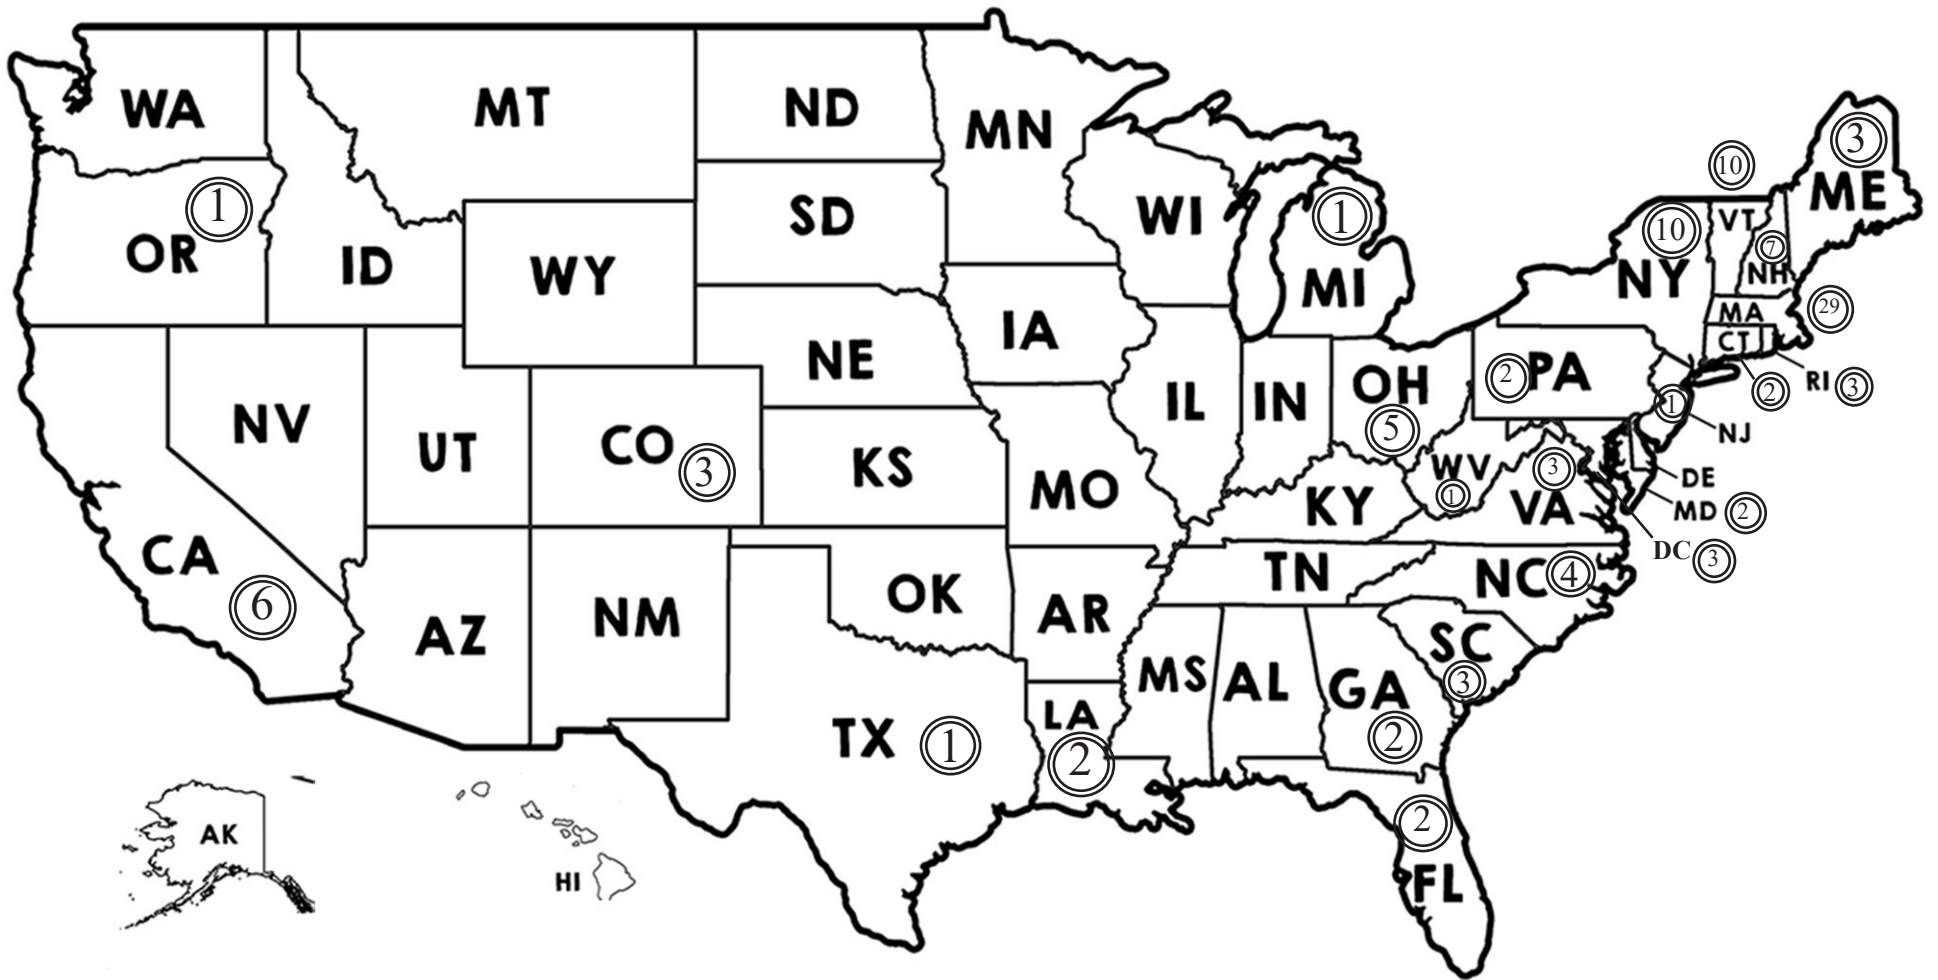 WA
MT
ND
MN
3
ME
10
1
OR
ID
WY
SD
WI
1
MI
10
NY
VT
7
NH
MA
29
CT
RI 3
2
NV
UT
CO
3
NE
IA
IL
IN
OH
5
2 PA
1
NJ
KS
MO
KY
WV
1
3
VA
DE
MD 2
DC 3
CA
6
AZ
NM
OK
AR
TN
NC 4
SC
3
MS
AL
GA
2
TX 1
LA
2
2
FL
AK
HI